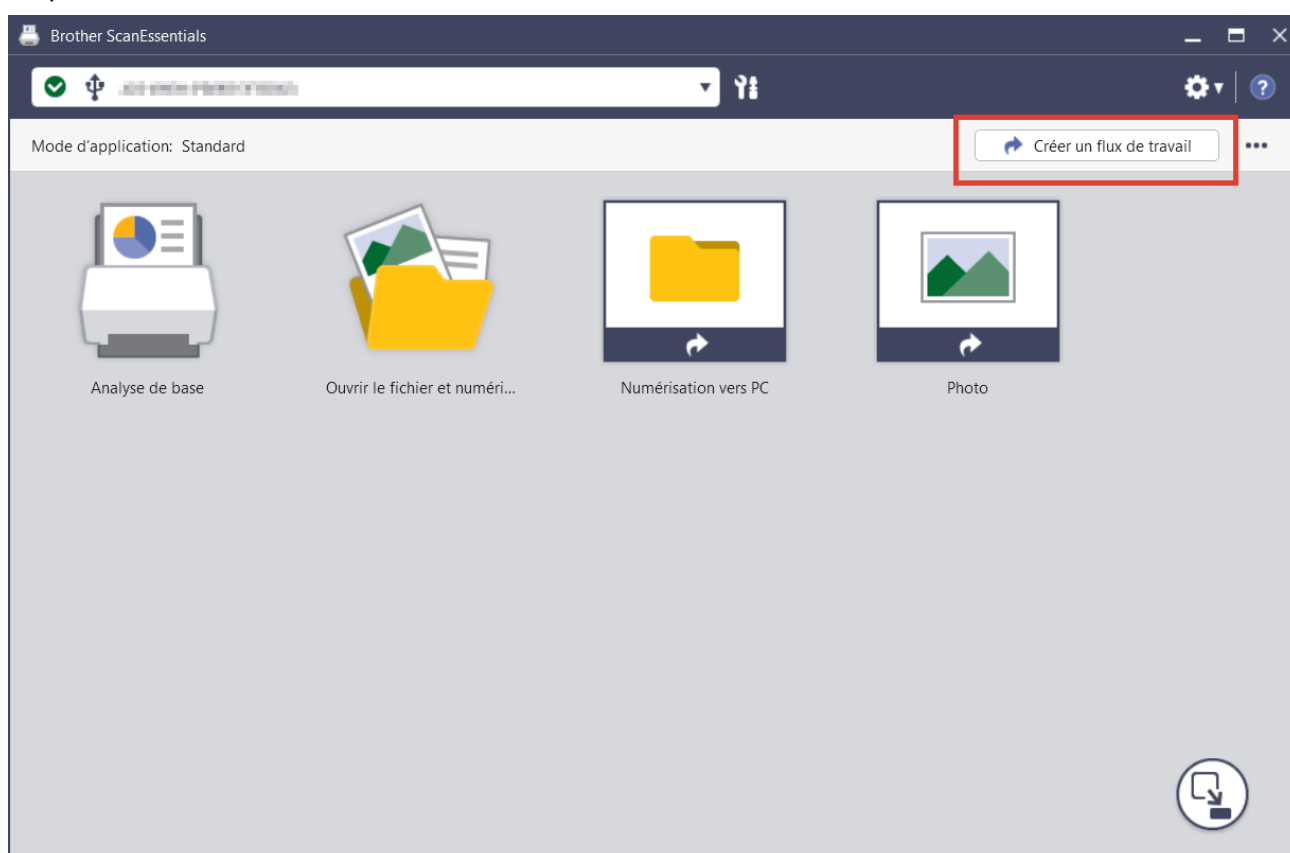 Brother ScanEssentials
Mode d'application: Standard
Créer un flux de travail
Analyse de base
Ouvrir le fichier et numéri...
Numérisation vers PC
Photo